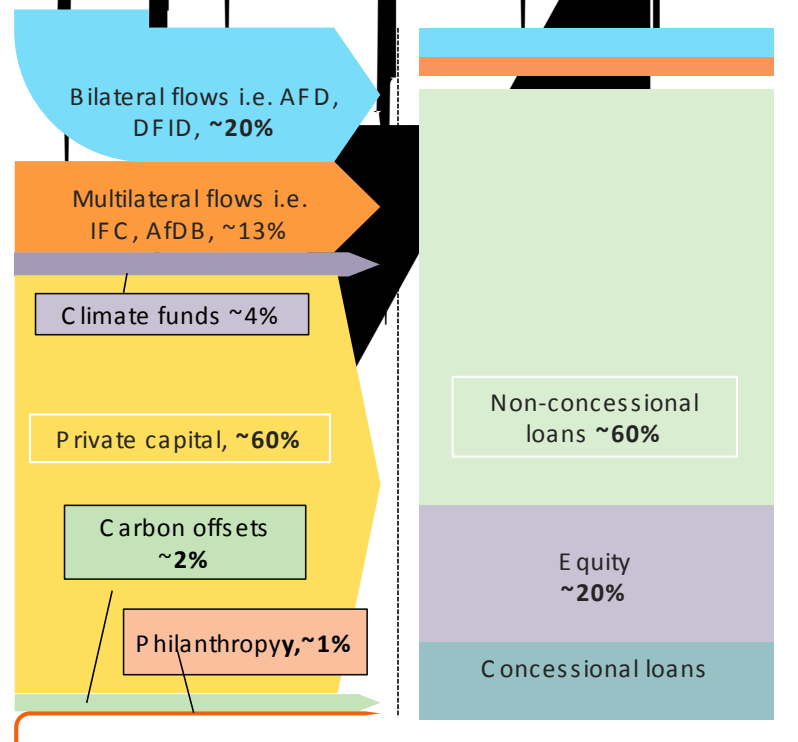 Bilateral flows i.e. AFD,
DFID, ~20%
Multilateral flows i.e.
IFC, AfDB, ~13%
Climate funds ~4%
Private capital, ~60%
Carbon offsets
~2%
Philanthropyy,~1%
Non-concessional
loans ~60%
Equity
~20%
Concessional loans